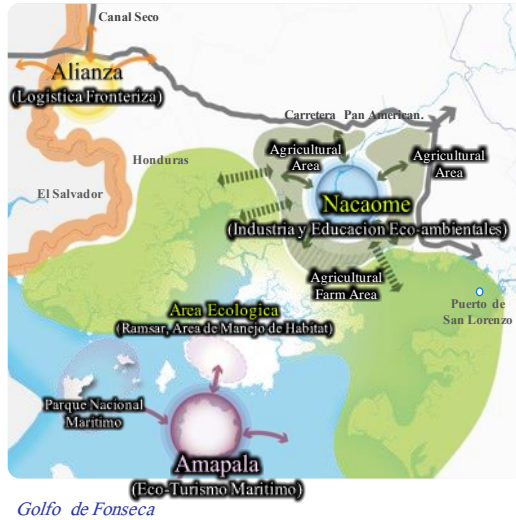 Canal Seco
Alianza
(Logistica Fronteriza)
Carretera Pan American.
Agricultural
Area
Agricultural
Area
Honduras
El Salvador
Nacaome
(Industria y Educacion Eco-ambientales)
Agricultural
Farm Area
Puerto de
San Lorenzo
Area Ecologica
(Ramsar, Area de Manejo de Habitat)
Parque Nacional
Maritimo
Amapala
(Eco-Turismo Maritimo)
Golfo de Fonseca